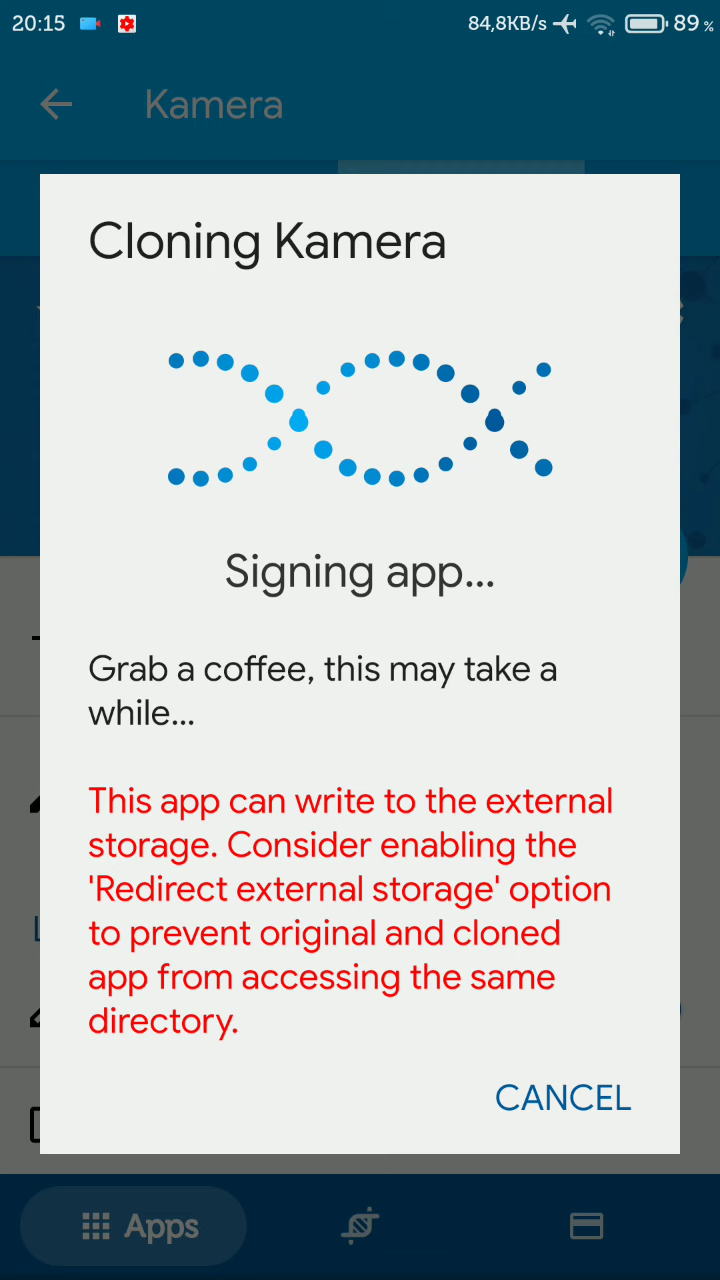 20:15 84,8KB/s 89 %
Kamera
Cloning Kamera
Signing app...
Grab a coffee, this may take a
while...
This app can write to the external
storage. Consider enabling the
'Redirect external storage' option
to prevent original and cloned
app from accessing the same
directory.
CANCEL
Apps